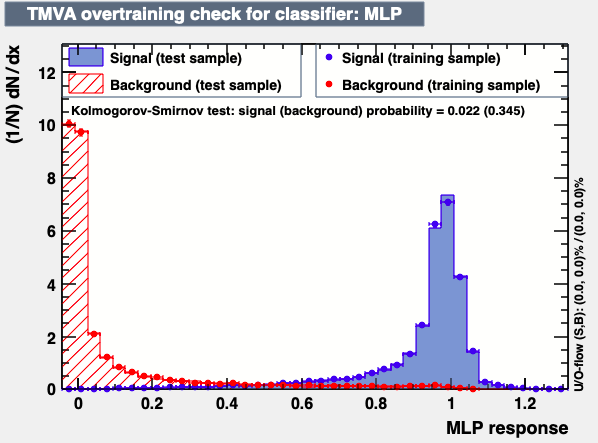 TMVA overtraining check for classifier: MLP
(1/N) dN / dx
Signal (test sample)
Background (test sample)
Signal (training sample)
Background (training sample)
Kolmogorov-Smirnov test: signal (background) probability = 0.022 (0.345)
12
10
8
6
4
2
0
0 0.2 0.4 0.6 0.8 1 1.2
MLP response
U/O-flow (S,B): (0.0, 0.0)% / (0.0, 0.0)%